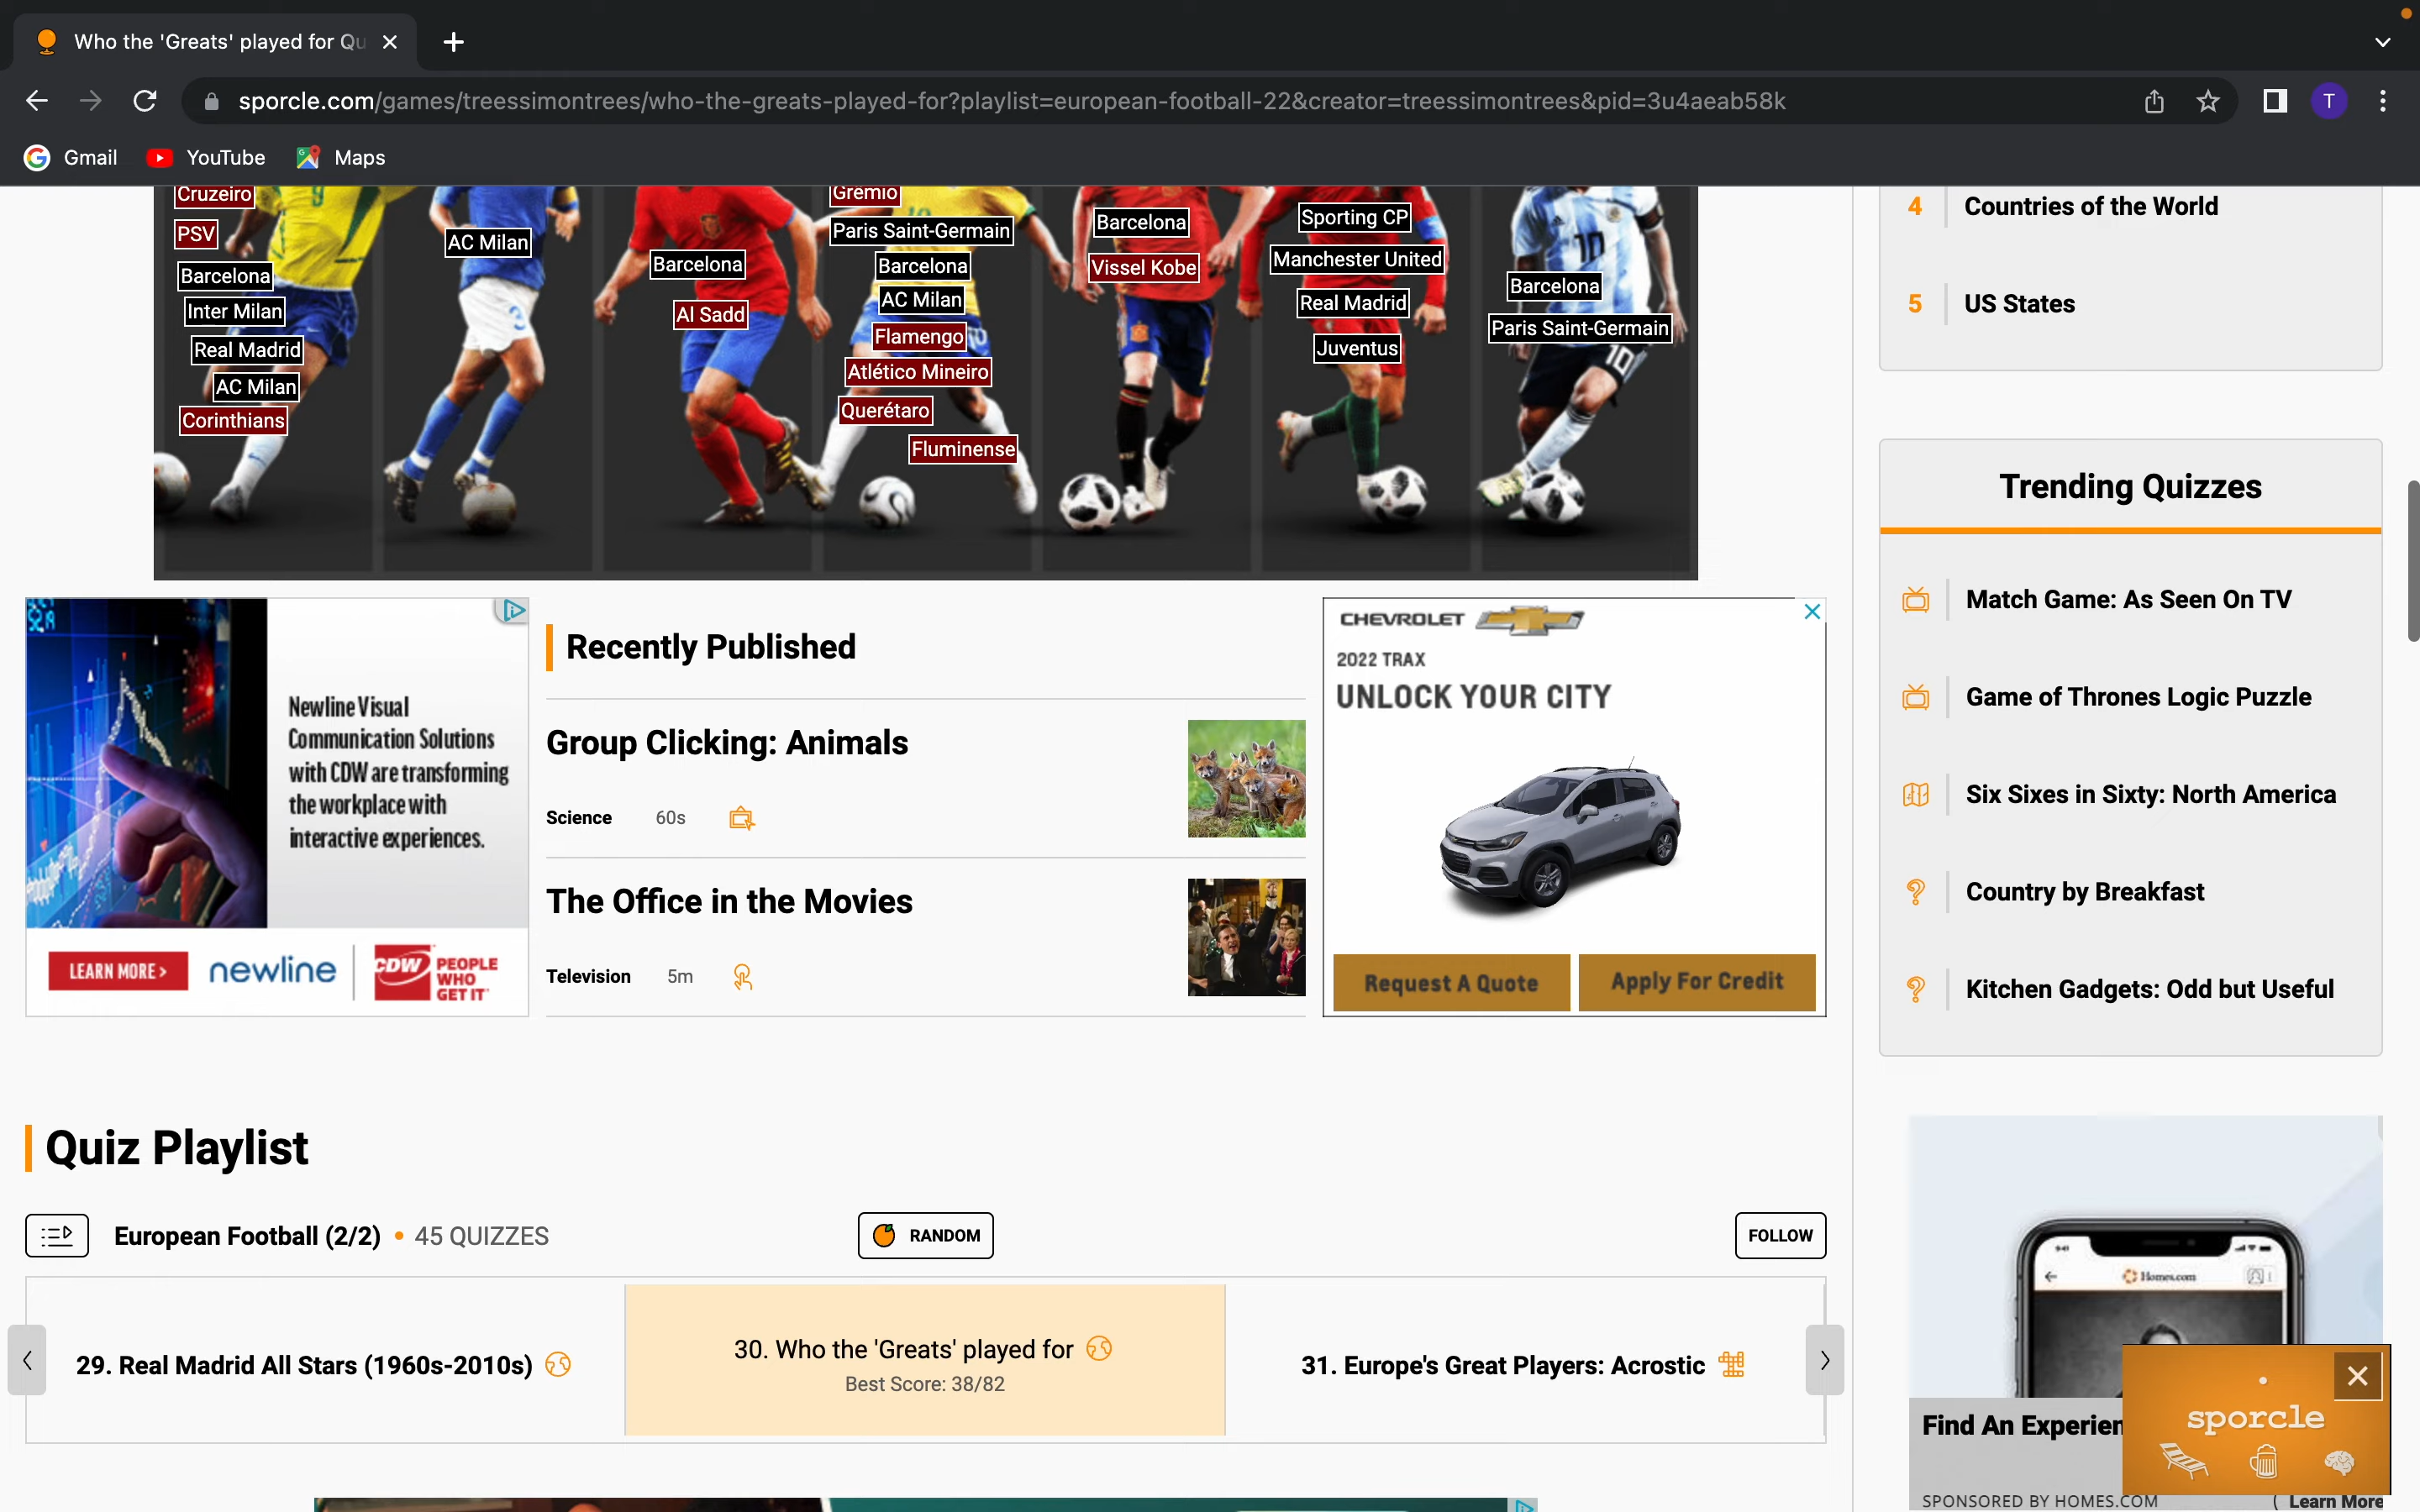 Who the 'Greats' played for Qu
sporcle.com/games/treessimontrees/who-the-greats-played-for?playlist=european-football-22&creator=treessimontrees&pid=3u4aeab58k
T
Gmail
YouTube
Maps
Cruzeiro
PSV
Barcelona
Inter Milan
Real Madrid
AC Milan
Corinthians
AC Milan
3
Barcelona
Al Sadd
Grêmio
Paris Saint-Germain
Barcelona
AC Milan
Flamengo
Atlético Mineiro
Querétaro
Fluminense
Barcelona
Vissel Kobe
Sporting CP
Manchester United
Real Madrid
Juventus
10
Barcelona
Paris Saint-Germain
10
4 Countries of the World
5 US States
Trending Quizzes
Match Game: As Seen On TV
Game of Thrones Logic Puzzle
Six Sixes in Sixty: North America
Country by Breakfast
Kitchen Gadgets: Odd but Useful
Newline Visual
Communication Solutions
with CDW are transforming
the workplace with
interactive experiences.
LEARN MORE >
newline
CDW PEOPLE
WHO
GET IT
Recently Published
Group Clicking: Animals
Science 60s
The Office in the Movies
Television 5m
CHEVROLET
2022 TRAX
UNLOCK YOUR CITY
Request A Quote
Apply For Credit
Quiz Playlist
European Football (2/2) • 45 QUIZZES
RANDOM
FOLLOW
29. Real Madrid All Stars (1960s-2010s)
30. Who the 'Greats' played for
Best Score: 38/82
31. Europe's Great Players: Acrostic
9:41
Homes.com
Find An Experien
sporcle
SPONSORED BY HOMES.COM
Learn More